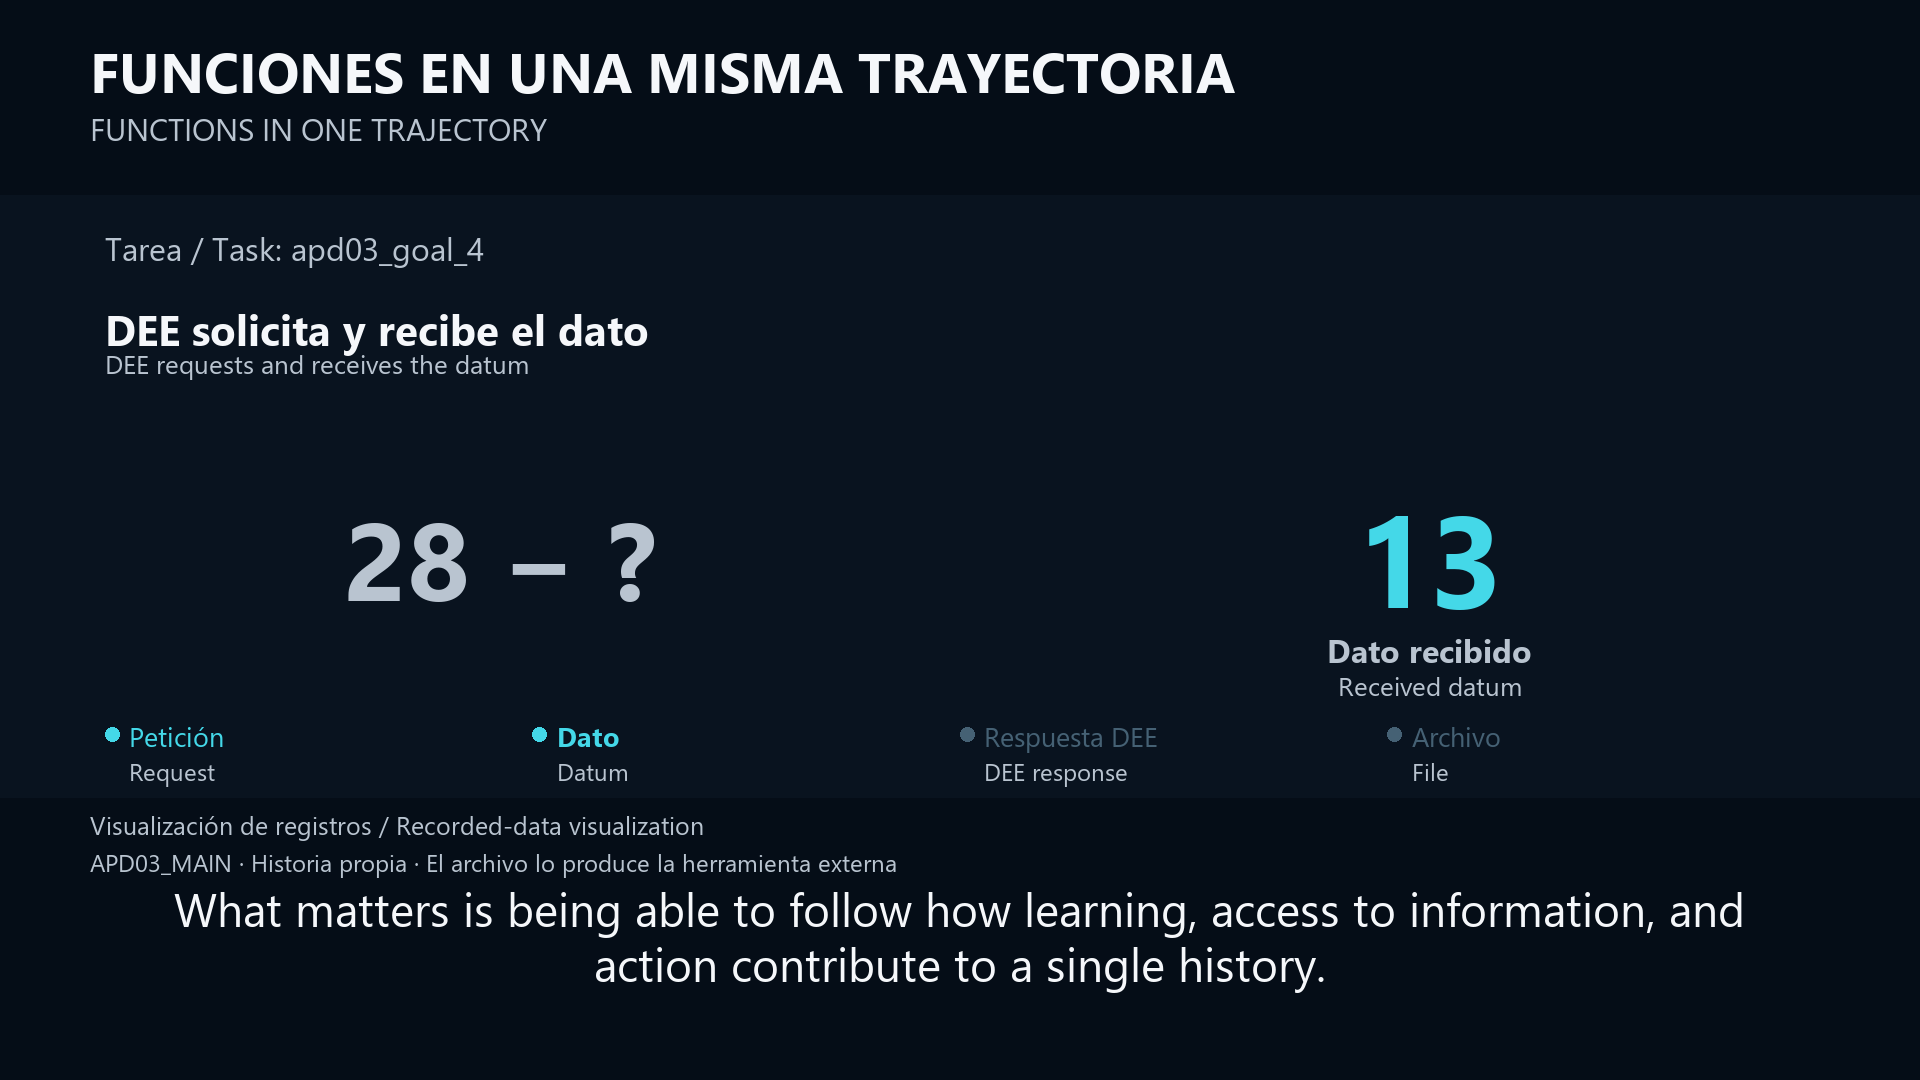 FUNCIONES EN UNA MISMA TRAYECTORIA
FUNCTIONS IN ONE TRAJECTORY
Tarea / Task: apd03_goal_4
DEE solicita y recibe el dato
DEE requests and receives the datum
28 – ?
13
Dato recibido
Received datum
Petición
Request
Dato
Datum
Respuesta DEE
DEE response
Archivo
File
Visualización de registros / Recorded-data visualization
APD03_MAIN · Historia propia · El archivo lo produce la herramienta externa
What matters is being able to follow how learning, access to information, and
action contribute to a single history.